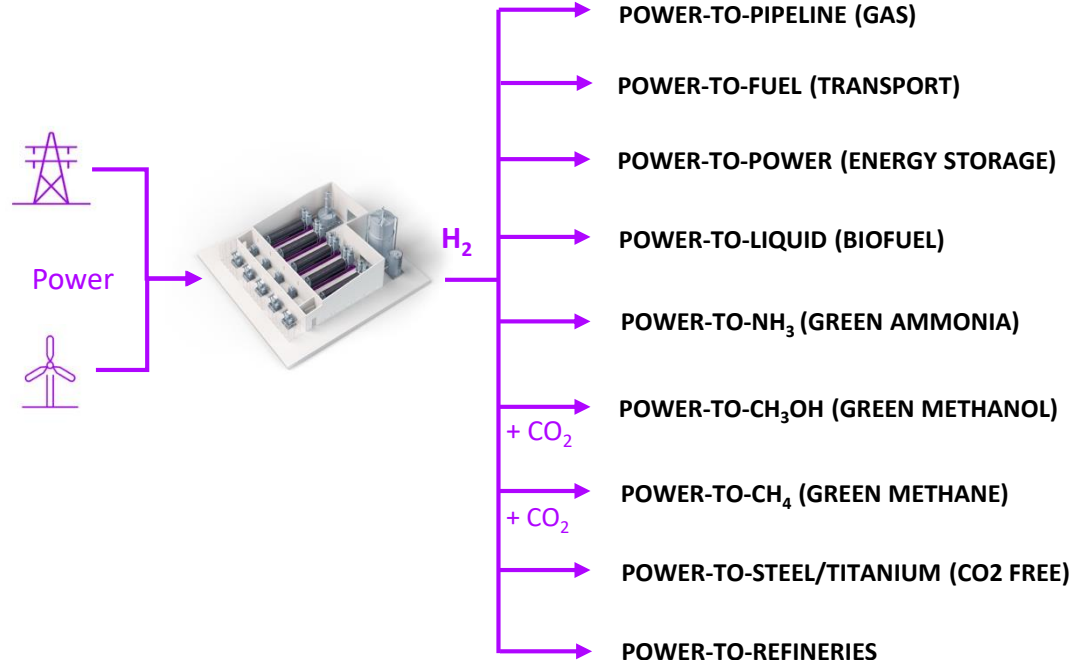 POWER-TO-PIPELINE (GAS)
POWER-TO-FUEL (TRANSPORT)
POWER-TO-POWER (ENERGY STORAGE)
Power
H₂
POWER-TO-LIQUID (BIOFUEL)
POWER-TO-NH₃ (GREEN AMMONIA)
POWER-TO-CH₃OH (GREEN METHANOL)
+ CO₂
POWER-TO-CH₄ (GREEN METHANE)
+ CO₂
POWER-TO-STEEL/TITANIUM (CO2 FREE)
POWER-TO-REFINERIES